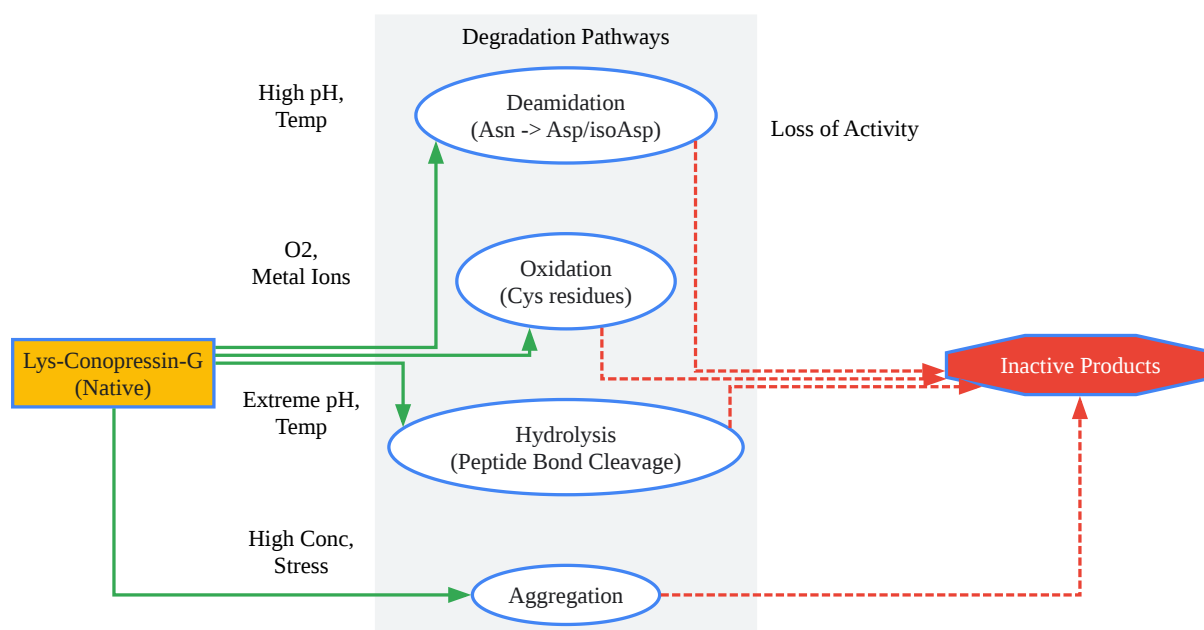 Degradation Pathways
High pH,
Temp
Deamidation
(Asn -> Asp/isoAsp)
Loss of Activity
O2,
Metal Ions
Oxidation
(Cys residues)
Lys-Conopressin-G
(Native)
Inactive Products
Extreme pH,
Temp
Hydrolysis
(Peptide Bond Cleavage)
High Conc,
Stress
Aggregation